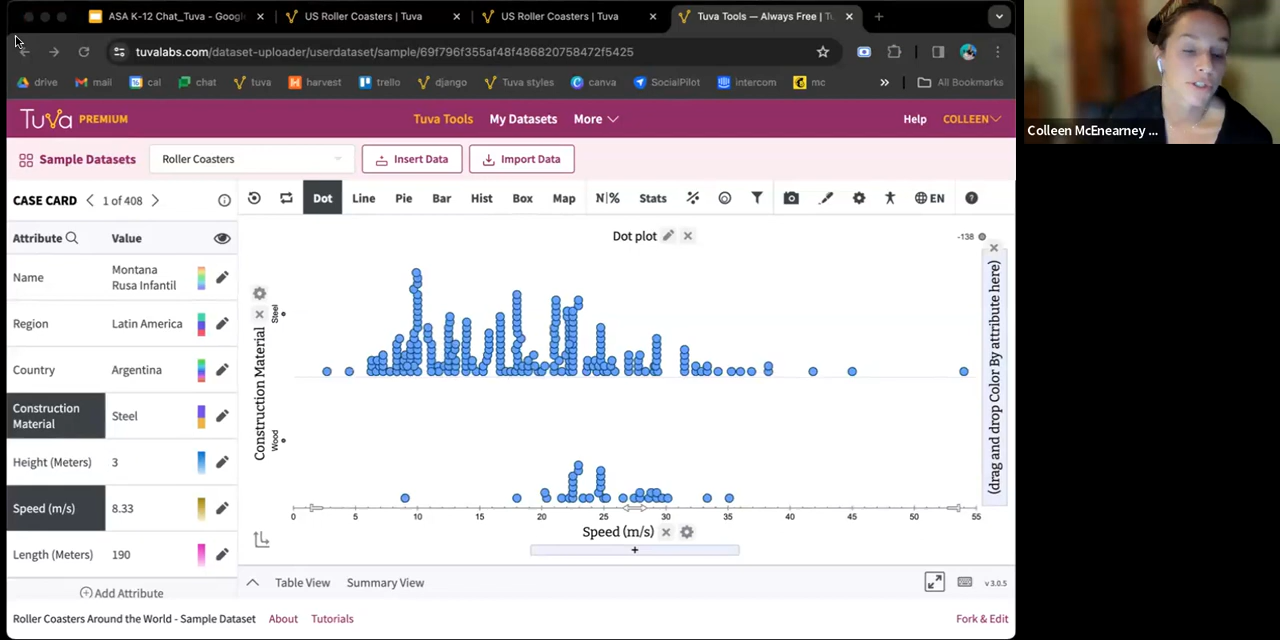 ASA K-12 Chat_Tuva - Google
US Roller Coasters | Tuva
US Roller Coasters | Tuva
Tuva Tools — Always Free | T
tuvalabs.com/dataset-uploader/userdataset/sample/69f796f355af48f486820758472f5425
drive mail cal chat tuva harvest trello django Tuva styles canva SocialPilot intercom mc » All Bookmarks
Colleen McEnearney ...
Tuva PREMIUM Tuva Tools My Datasets More Help COLLEEN
Sample Datasets Roller Coasters Insert Data Import Data
CASE CARD 1 of 408 Dot Line Pie Bar Hist Box Map N|% Stats EN
Attribute Value
Dot plot
-138
Name Montana Rusa Infantil
Region Latin America
Country Argentina
Construction Material Steel
Height (Meters) 3
Speed (m/s) 8.33
Length (Meters) 190
Add Attribute
Construction Material
Steel
Wood
(drag and drop Color By attribute here)
0 5 10 15 20 25 30 35 40 45 50 55
Speed (m/s)
+
Table View Summary View v 3.0.5
Roller Coasters Around the World - Sample Dataset About Tutorials Fork & Edit